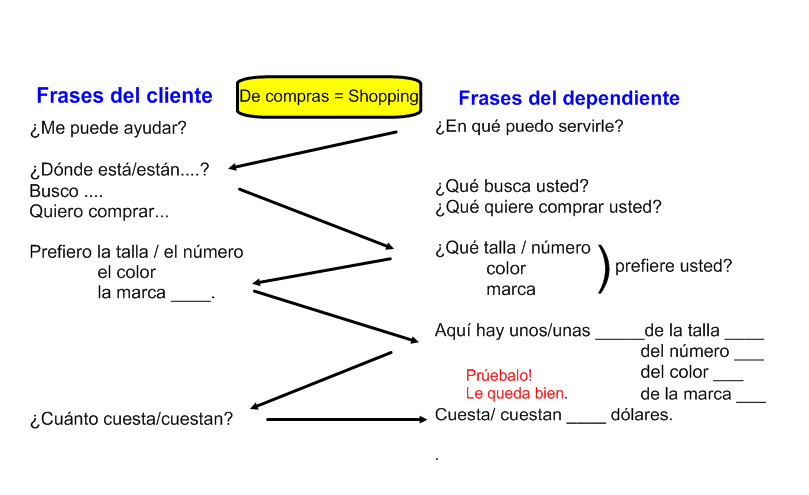 De compras = Shopping
Frases del cliente
¿Me puede ayudar?
¿Dónde está/están....?
Busco ....
Quiero comprar...
Prefiero la talla / el número
el color
la marca ____.
¿Cuánto cuesta/cuestan?
Frases del dependiente
¿En qué puedo servirle?
¿Qué busca usted?
¿Qué quiere comprar usted?
¿Qué talla / número
color
marca
) prefiere usted?
Aquí hay unos/unas _____de la talla ____
del número ___
del color ___
de la marca ___
Prúebalo!
Le queda bien.
Cuesta/ cuestan ____ dólares.
.